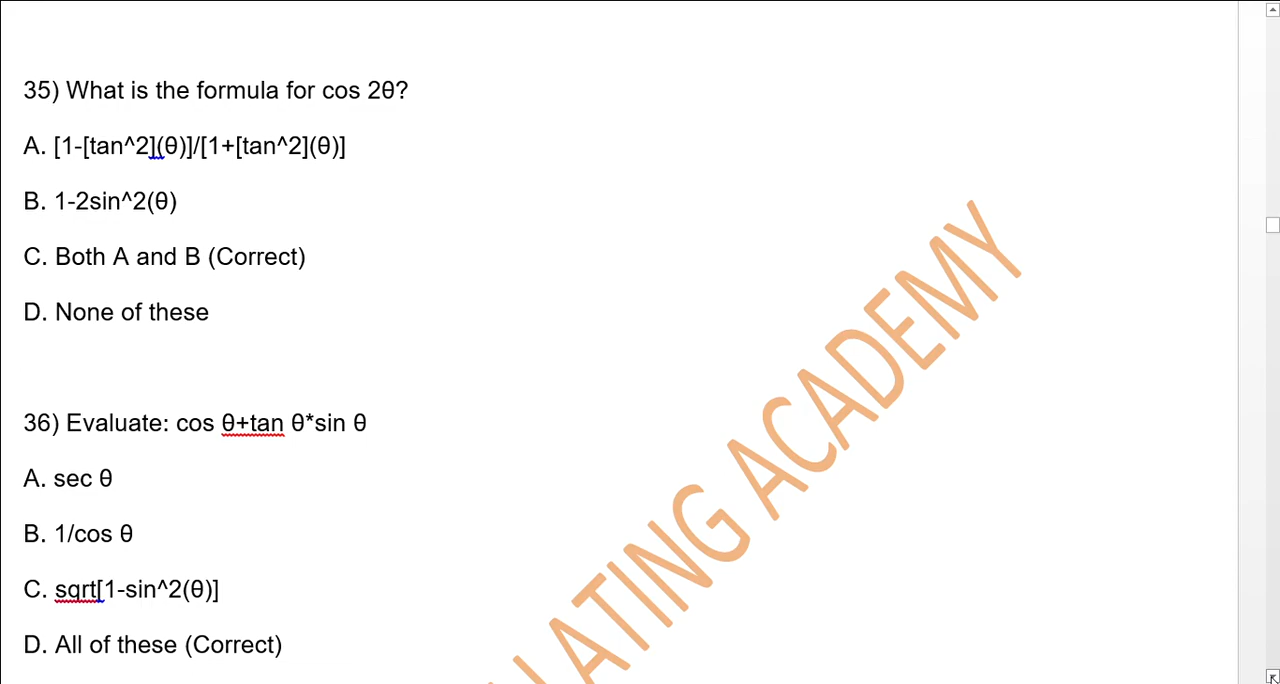 35) What is the formula for cos 2θ?
A. [1-[tan^2](θ)]/[1+[tan^2](θ)]
B. 1-2sin^2(θ)
C. Both A and B (Correct)
D. None of these
36) Evaluate: cos θ+tan θ*sin θ
A. sec θ
B. 1/cos θ
C. sqrt[1-sin^2(θ)]
D. All of these (Correct)
ACADEMY